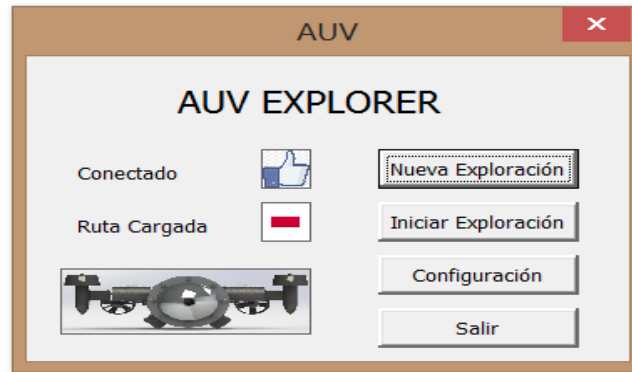 AUV
AUV EXPLORER
Conectado
Nueva Exploración
Ruta Cargada
Iniciar Exploración
Configuración
Salir